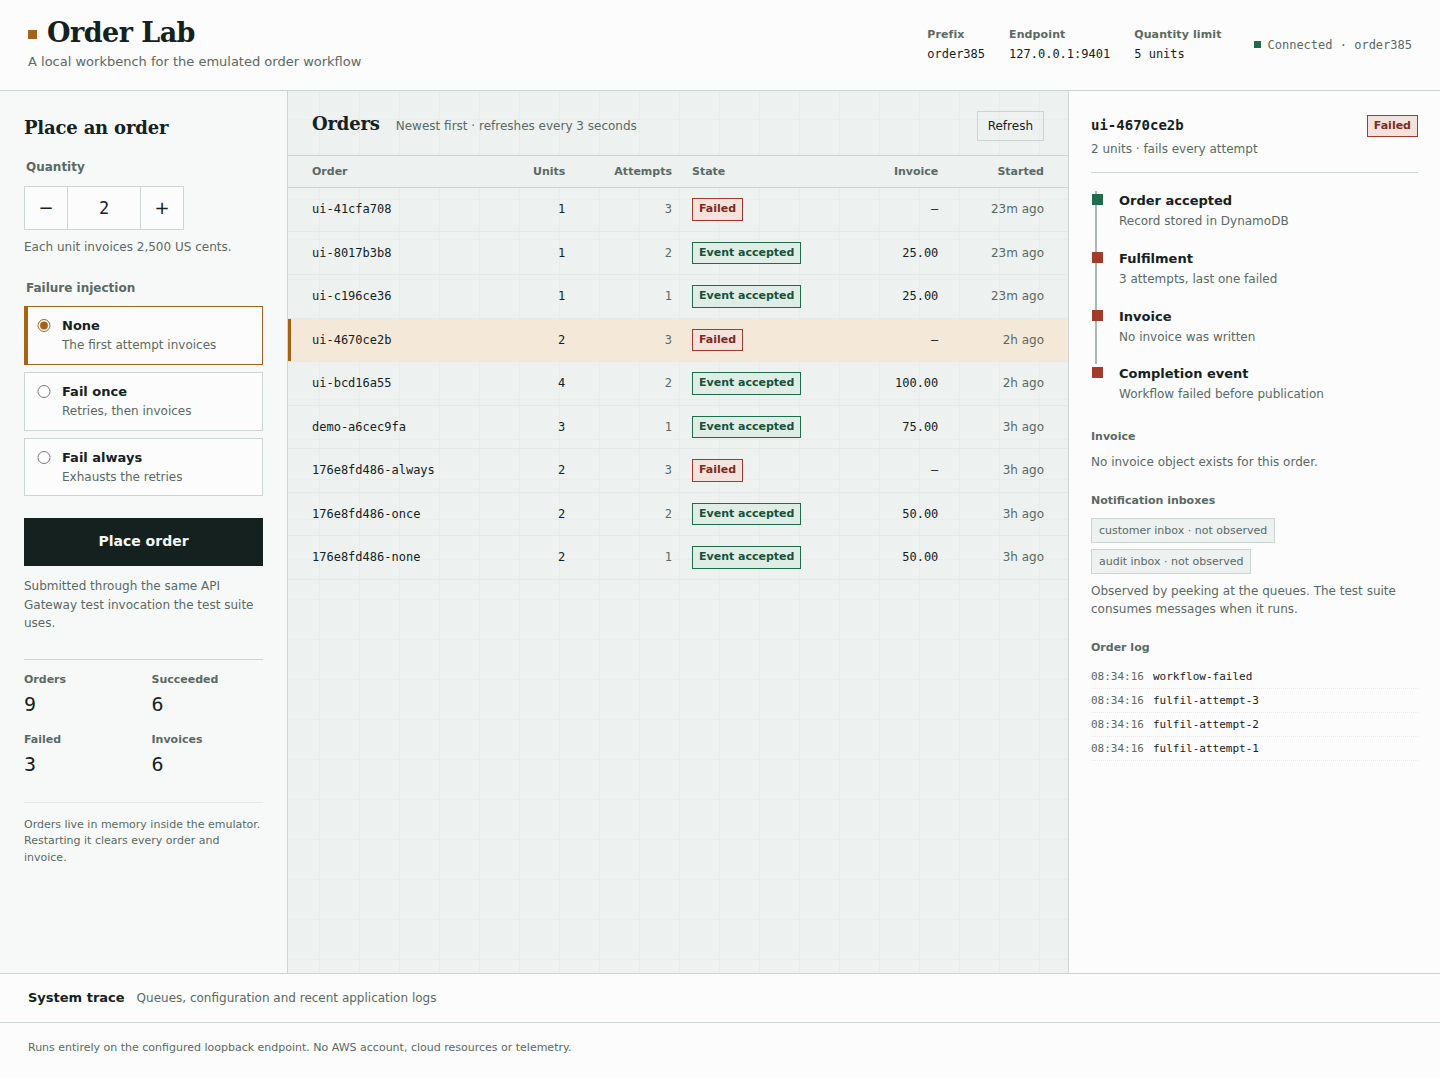 Order Lab
A local workbench for the emulated order workflow
Prefix
order385
Endpoint
127.0.0.1:9401
Quantity limit
5 units
Connected · order385
Place an order
Quantity
− 2 +
Each unit invoices 2,500 US cents.
Failure injection
None
The first attempt invoices
Fail once
Retries, then invoices
Fail always
Exhausts the retries
Place order
Submitted through the same API
Gateway test invocation the test suite
uses.
Orders Succeeded
9 6
Failed Invoices
3 6
Orders live in memory inside the emulator.
Restarting it clears every order and
invoice.
Orders Newest first · refreshes every 3 seconds Refresh
Order Units Attempts State Invoice Started
ui-41cfa708 1 3 Failed — 23m ago
ui-8017b3b8 1 2 Event accepted 25.00 23m ago
ui-c196ce36 1 1 Event accepted 25.00 23m ago
ui-4670ce2b 2 3 Failed — 2h ago
ui-bcd16a55 4 2 Event accepted 100.00 2h ago
demo-a6cec9fa 3 1 Event accepted 75.00 3h ago
176e8fd486-always 2 3 Failed — 3h ago
176e8fd486-once 2 2 Event accepted 50.00 3h ago
176e8fd486-none 2 1 Event accepted 50.00 3h ago
ui-4670ce2b Failed
2 units · fails every attempt
Order accepted
Record stored in DynamoDB
Fulfilment
3 attempts, last one failed
Invoice
No invoice was written
Completion event
Workflow failed before publication
Invoice
No invoice object exists for this order.
Notification inboxes
customer inbox · not observed
audit inbox · not observed
Observed by peeking at the queues. The test suite
consumes messages when it runs.
Order log
08:34:16 workflow-failed
08:34:16 fulfil-attempt-3
08:34:16 fulfil-attempt-2
08:34:16 fulfil-attempt-1
System trace Queues, configuration and recent application logs
Runs entirely on the configured loopback endpoint. No AWS account, cloud resources or telemetry.